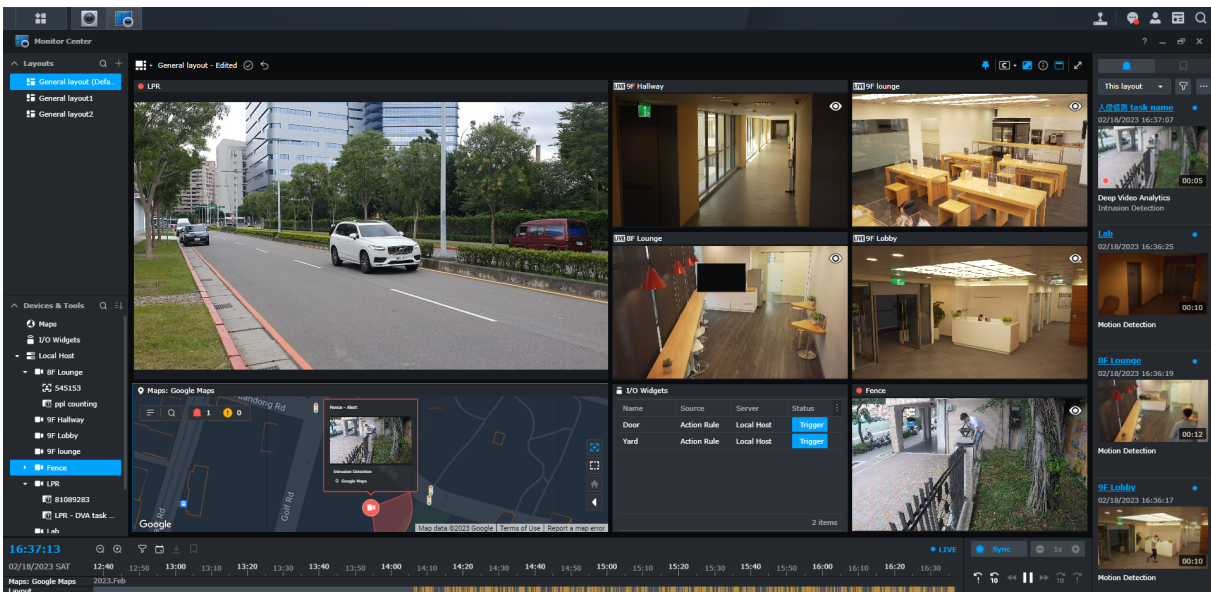 Monitor Center
Layouts
General layout (Defa...
General layout1
General layout2
General layout - Edited
LPR
LIVE 9F Hallway
LIVE 9F lounge
LIVE 8F Lounge
LIVE 9F Lobby
This layout
人侵偵測 task name
02/18/2023 16:37:07
00:05
Deep Video Analytics
Intrusion Detection
Lab
02/18/2023 16:36:25
00:10
Motion Detection
8F Lounge
02/18/2023 16:36:19
00:12
Motion Detection
9F Lobby
02/18/2023 16:36:17
00:10
Motion Detection
Devices & Tools
Maps
I/O Widgets
Local Host
8F Lounge
545153
ppl counting
9F Hallway
9F Lobby
9F lounge
Fence
LPR
81089283
LPR - DVA task ...
Lab
Maps: Google Maps
1
0
Fence - Alert
Intrusion Detection
Google Maps
Golf Rd
Google
Map data ©2023 Google
Terms of Use
Report a map error
I/O Widgets
Name Source Server Status
Door Action Rule Local Host Trigger
Yard Action Rule Local Host Trigger
2 items
Fence
16:37:13
LIVE
Sync
1x
02/18/2023 SAT
12:40 12:50 13:00 13:10 13:20 13:30 13:40 13:50 14:00 14:10 14:20 14:30 14:40 14:50 15:00 15:10 15:20 15:30 15:40 15:50 16:00 16:10 16:20 16:30
10
10
Maps: Google Maps
2023.Feb
Layout